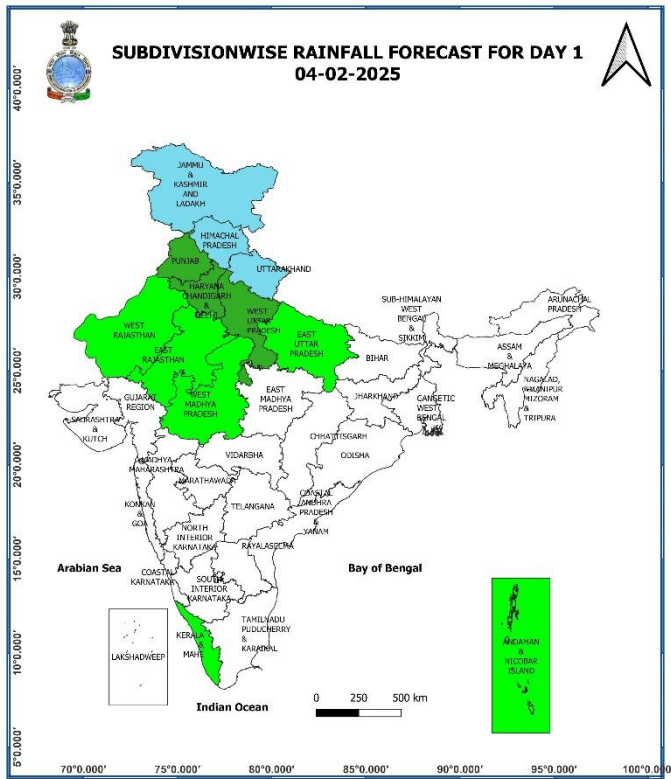 SUBDIVISIONWISE RAINFALL FORECAST FOR DAY 1
04-02-2025
40°0.000'
35°0.000'
30°0.000'
25°0.000'
20°0.000'
15°0.000'
10°0.000'
5°0.000'
JAMMU
&
KASHMIR
AND
LADAKH
HIMACHAL
PRADESH
PUNJAB
UTTARAKHAND
HARYANA
CHANDIGARH
&
DELHI
WEST
UTTAR
PRADESH
EAST
UTTAR
PRADESH
WEST
RAJASTHAN
EAST
RAJASTHAN
SUB-HIMALAYAN
WEST
BENGAL
&
SIKKIM
ARUNACHAL
PRADESH
ASSAM
&
MEGHALAYA
NAGALAD,
MANIPUR
MIZORAM
&
TRIPURA
BIHAR
JHARKHAND
GANGETIC
WEST
BENGAL
GUJARAT
REGION
SAURASHTRA
&
KUTCH
WEST
MADHYA
PRADESH
EAST
MADHYA
PRADESH
CHHATTISGARH
ODISHA
VIDARBHA
MADHYA
MAHARASHTRA
MARATHAWADA
KONKAN
&
GOA
TELANGANA
COASTAL
ANDHRA
PRADESH
&
YANAM
NORTH
INTERIOR
KARNATAKA
RAYALASEEMA
COASTAL
KARNATAKA
SOUTH
INTERIOR
KARNATAKA
Arabian Sea
Bay of Bengal
LAKSHADWEEP
KERALA
&
MAHE
TAMILNADU
PUDUCHERRY
&
KARAIKAL
ANDAMAN
&
NICOBAR
ISLAND
Indian Ocean
0 250 500 km
70°0.000' 75°0.000' 80°0.000' 85°0.000' 90°0.000' 95°0.000' 100°0.000'